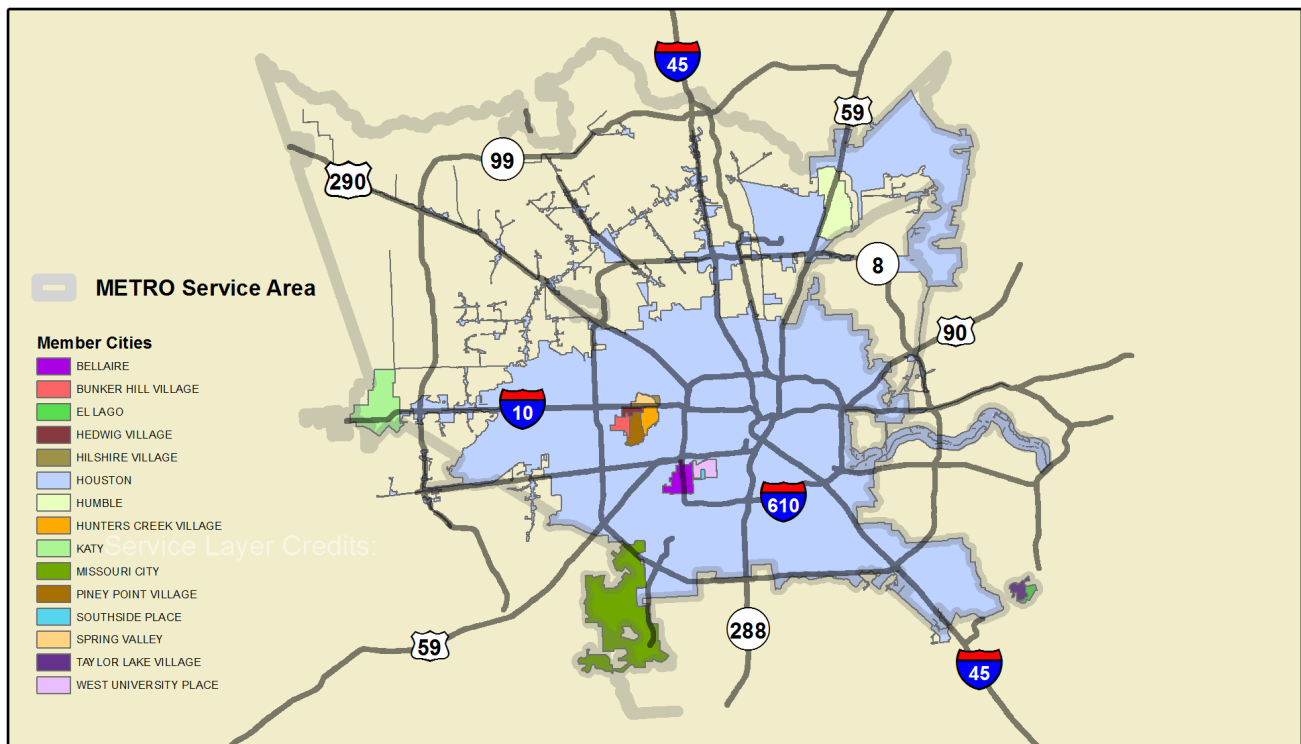 45
59
99
290
8
METRO Service Area
90
Member Cities
BELLAIRE
BUNKER HILL VILLAGE
EL LAGO
10
HEDWIG VILLAGE
HILSHIRE VILLAGE
HOUSTON
HUMBLE
610
HUNTERS CREEK VILLAGE
KATY
Service Layer Credits:
MISSOURI CITY
PINEY POINT VILLAGE
SOUTHSIDE PLACE
288
SPRING VALLEY
59
TAYLOR LAKE VILLAGE
45
WEST UNIVERSITY PLACE